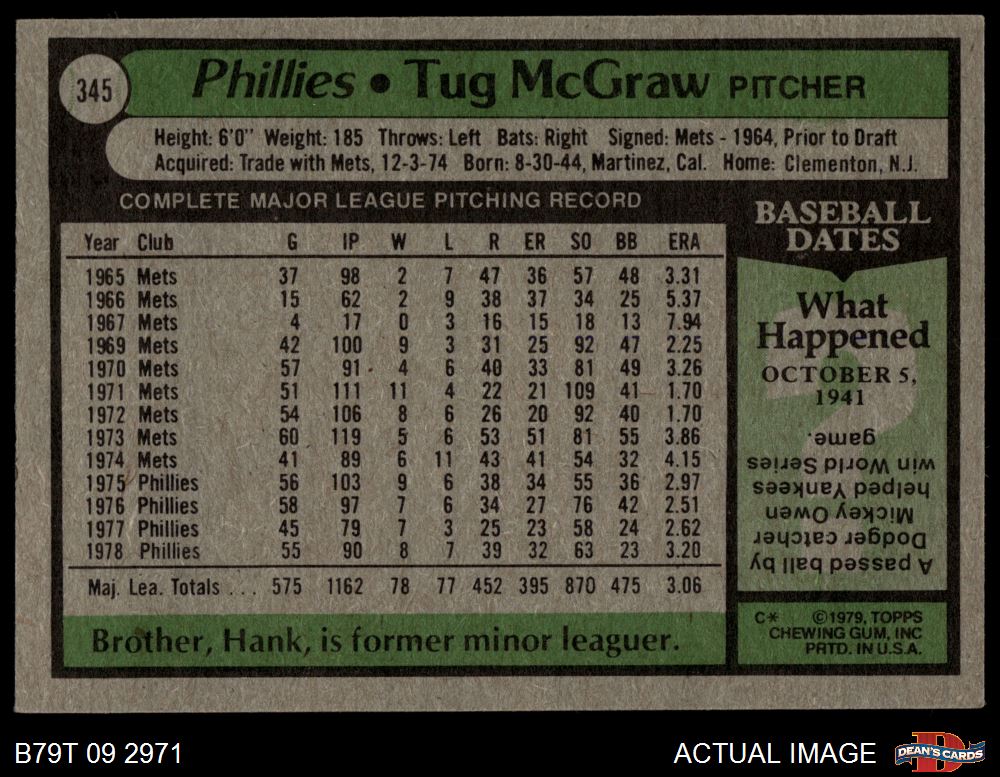 345
Phillies • Tug McGraw PITCHER
Height: 6'0" Weight: 185 Throws: Left Bats: Right Signed: Mets - 1964, Prior to Draft
Acquired: Trade with Mets, 12-3-74 Born: 8-30-44, Martinez, Cal. Home: Clementon, N.J.
COMPLETE MAJOR LEAGUE PITCHING RECORD
Year Club G IP W L R ER SO BB ERA
1965 Mets 37 98 2 7 47 36 57 48 3.31
1966 Mets 15 62 2 9 38 37 34 25 5.37
1967 Mets 4 17 0 3 16 15 18 13 7.94
1969 Mets 42 100 9 3 31 25 92 47 2.25
1970 Mets 57 91 4 6 40 33 81 49 3.26
1971 Mets 51 111 11 4 22 21 109 41 1.70
1972 Mets 54 106 8 6 26 20 92 40 1.70
1973 Mets 60 119 5 6 53 51 81 55 3.86
1974 Mets 41 89 6 11 43 41 54 32 4.15
1975 Phillies 56 103 9 6 38 34 55 36 2.97
1976 Phillies 58 97 7 6 34 27 76 42 2.51
1977 Phillies 45 79 7 3 25 23 58 24 2.62
1978 Phillies 55 90 8 7 39 32 63 23 3.20
Maj. Lea. Totals . . . 575 1162 78 77 452 395 870 475 3.06
Brother, Hank, is former minor leaguer.
BASEBALL
DATES
What
Happened
OCTOBER 5,
1941
A passed ball by
Dodger catcher
Mickey Owen
helped Yankees
win World Series
game.
C* ©1979, TOPPS
CHEWING GUM, INC
PRTD. IN U.S.A.
B79T 09 2971
ACTUAL IMAGE
DEAN'S CARDS